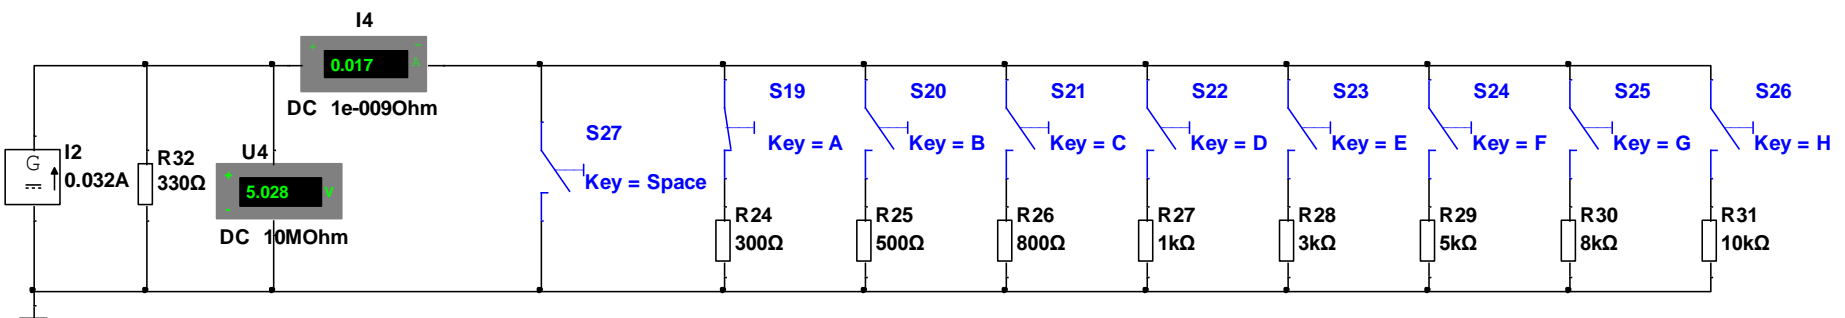 I4
+ -
0.017 A
DC 1e-009Ohm
G
I2
0.032A
R32
330Ω
U4
+
5.028 V
-
DC 10MOhm
S27
Key = Space
S19
Key = A
S20
Key = B
S21
Key = C
S22
Key = D
S23
Key = E
S24
Key = F
S25
Key = G
S26
Key = H
R24
300Ω
R25
500Ω
R26
800Ω
R27
1kΩ
R28
3kΩ
R29
5kΩ
R30
8kΩ
R31
10kΩ